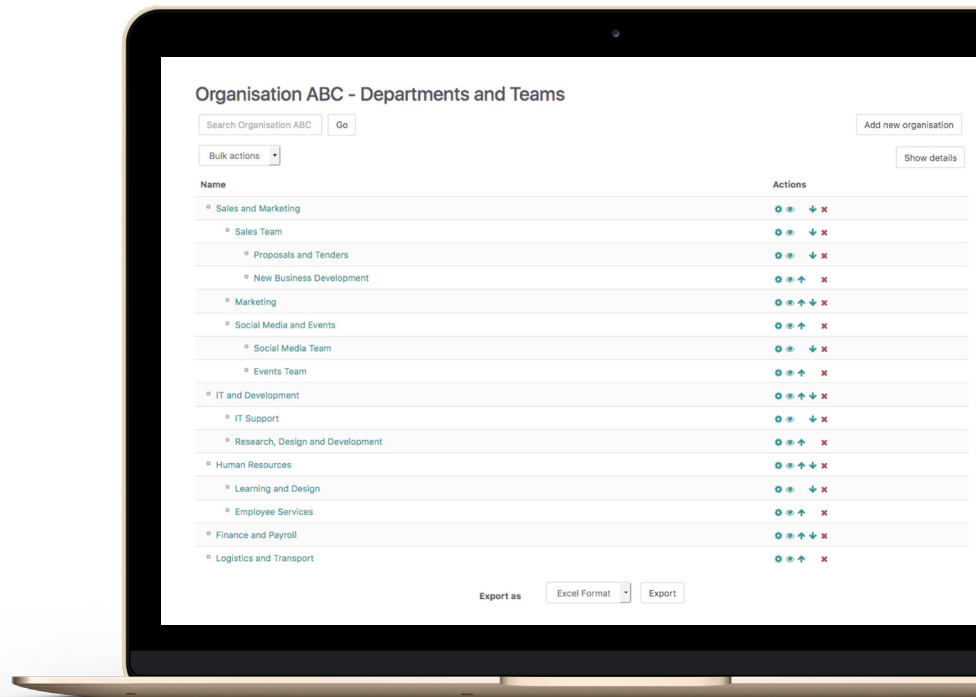 Organisation ABC - Departments and Teams
Search Organisation ABC Go Add new organisation
Bulk actions Show details
Name Actions
Sales and Marketing
Sales Team
Proposals and Tenders
New Business Development
Marketing
Social Media and Events
Social Media Team
Events Team
IT and Development
IT Support
Research, Design and Development
Human Resources
Learning and Design
Employee Services
Finance and Payroll
Logistics and Transport
Export as Excel Format Export